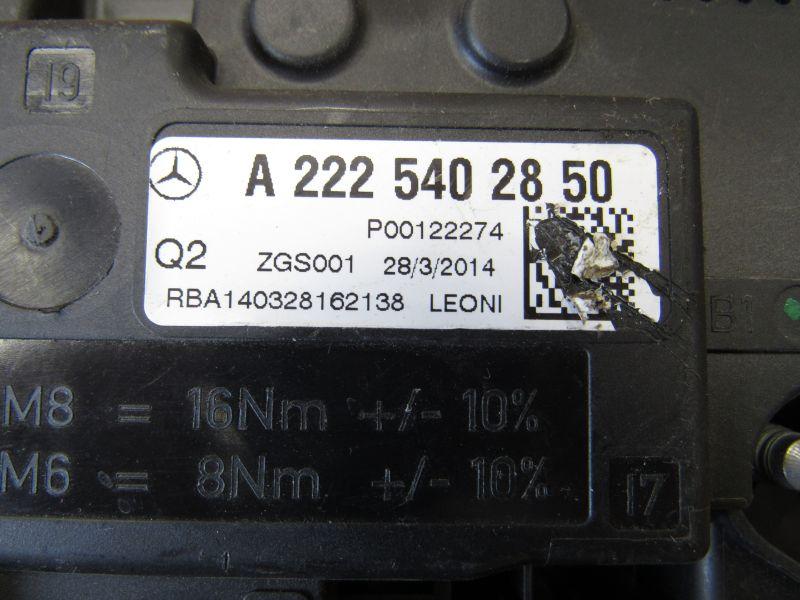 19
A 222 540 28 50
P00122274
Q2 ZGS001 28/3/2014
RBA140328162138 LEONI
B1
M8 = 16Nm +/- 10%
M6 = 8Nm +/- 10%
17